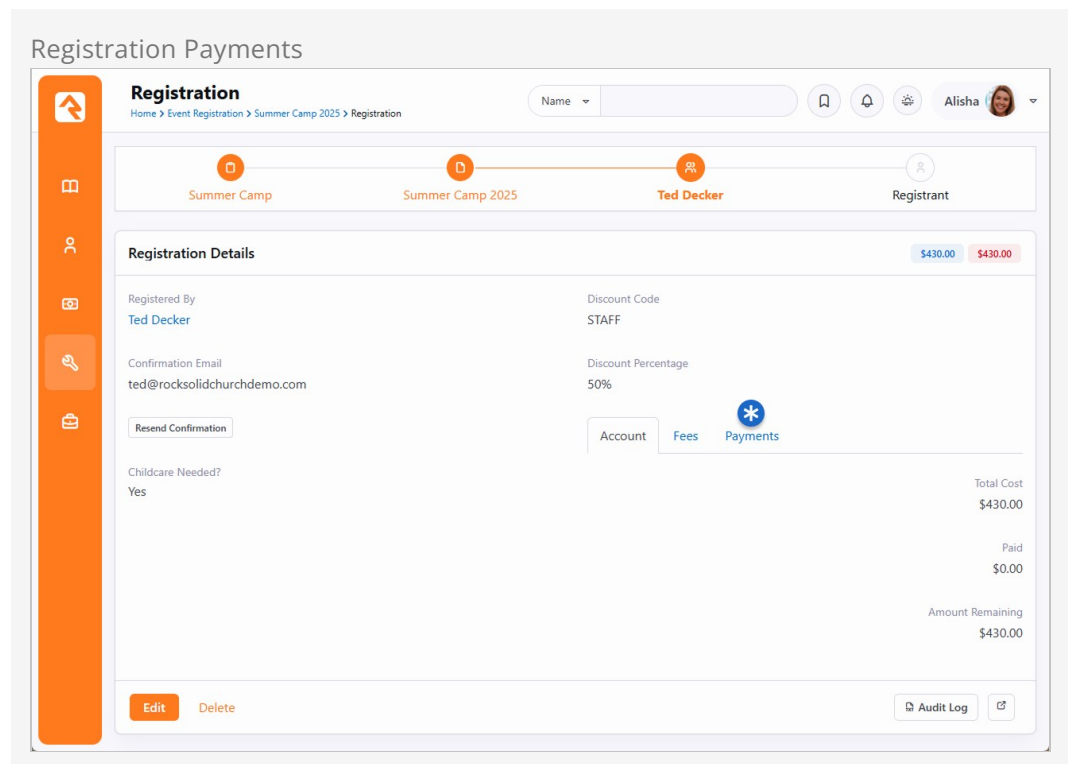 Registration Payments
Registration
Home > Event Registration > Summer Camp 2025 > Registration
Name
Alisha
Summer Camp
Summer Camp 2025
Ted Decker
Registrant
Registration Details
$430.00
$430.00
Registered By
Ted Decker
Confirmation Email
ted@rocksolidchurchdemo.com
Resend Confirmation
Childcare Needed?
Yes
Discount Code
STAFF
Discount Percentage
50%
Account
Fees
Payments
Total Cost
$430.00
Paid
$0.00
Amount Remaining
$430.00
Edit
Delete
Audit Log